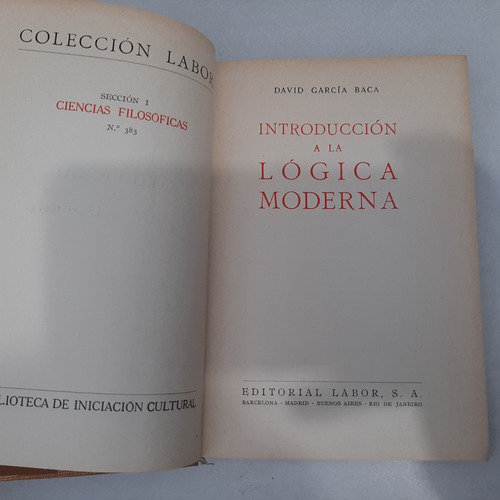 COLECCIÓN LABOR
SECCIÓN I
CIENCIAS FILOSÓFICAS
N.º 383
BLIOTECA DE INICIACIÓN CULTURAL
DAVID GARCÍA BACA
INTRODUCCIÓN
A LA
LÓGICA
MODERNA
EDITORIAL LABOR, S. A.
BARCELONA - MADRID - BUENOS AIRES - RIO DE JANEIRO